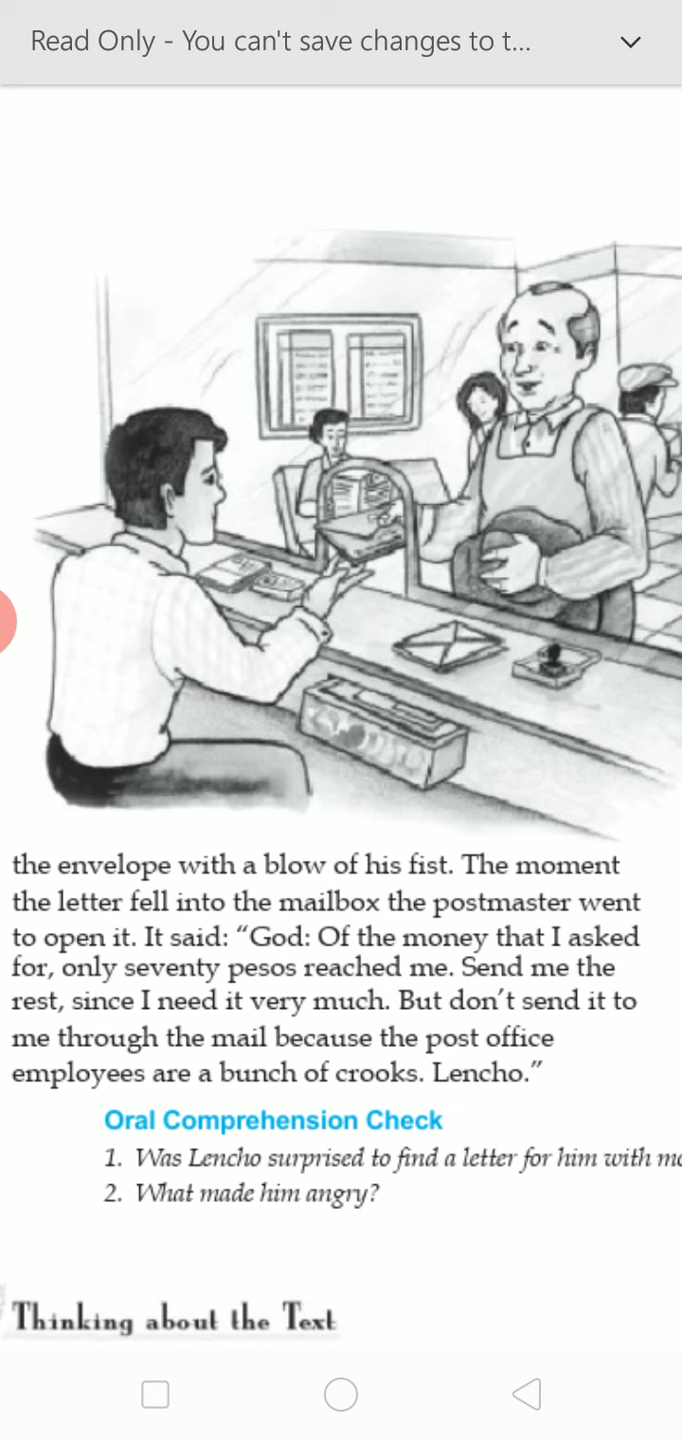 Read Only - You can't save changes to t...
the envelope with a blow of his fist. The moment
the letter fell into the mailbox the postmaster went
to open it. It said: “God: Of the money that I asked
for, only seventy pesos reached me. Send me the
rest, since I need it very much. But don’t send it to
me through the mail because the post office
employees are a bunch of crooks. Lencho.”
Oral Comprehension Check
1. Was Lencho surprised to find a letter for him with
2. What made him angry?
Thinking about the Text